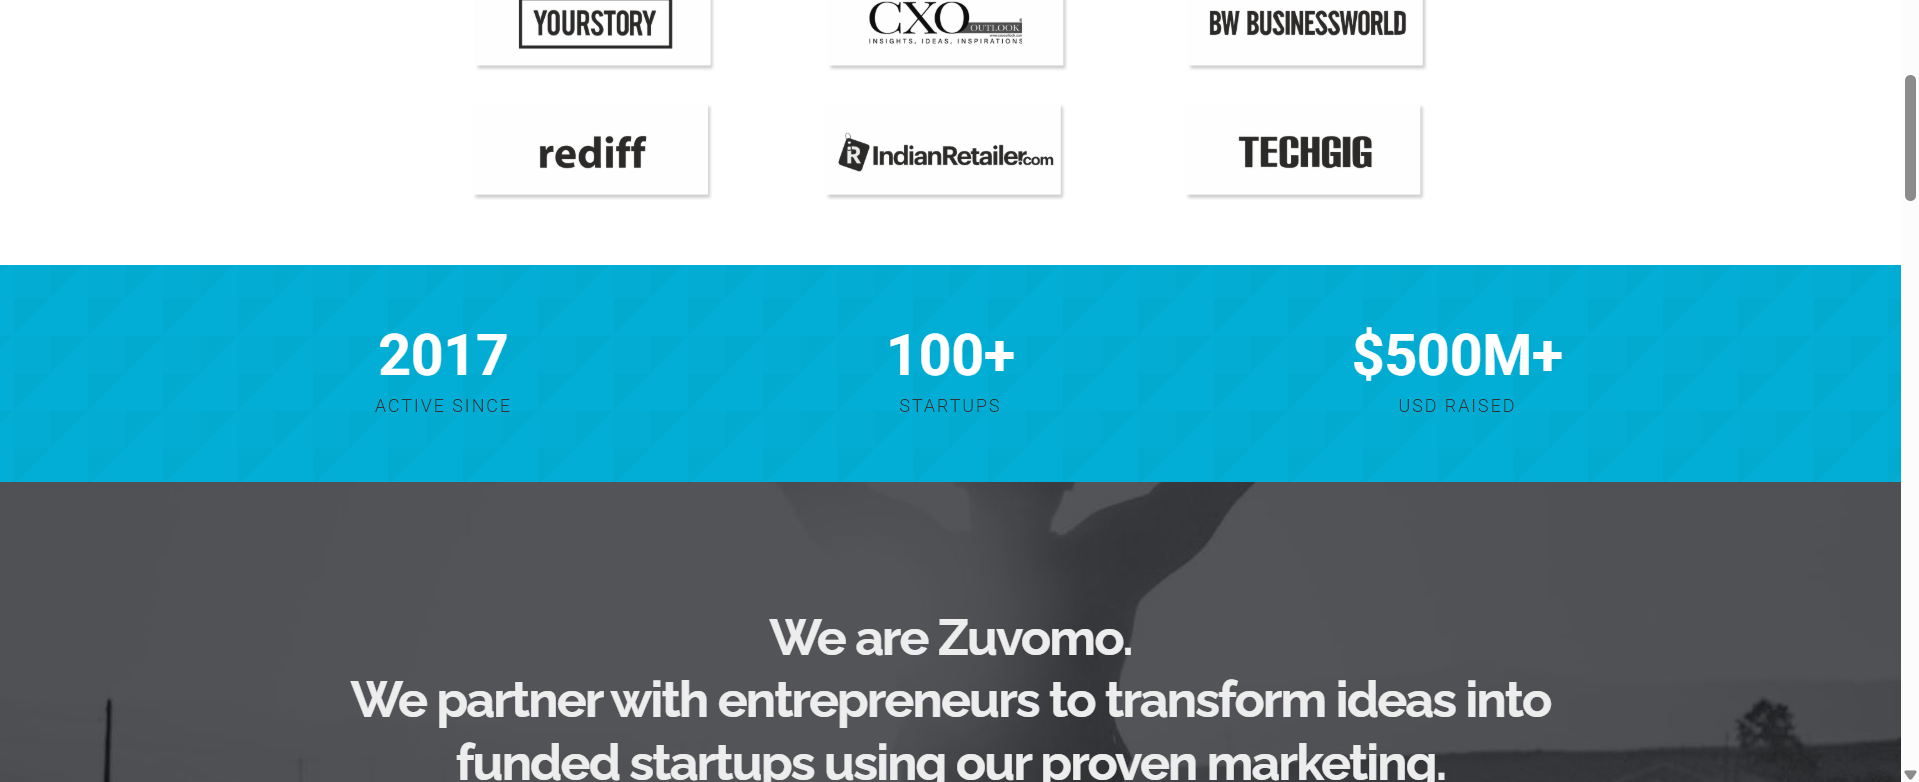 YOURSTORY
CXO OUTLOOK
INSIGHTS, IDEAS, INSPIRATIONS
BW BUSINESSWORLD
rediff
iR IndianRetailer.com
TECHGIG
2017
ACTIVE SINCE
100+
STARTUPS
$500M+
USD RAISED
We are Zuvomo.
We partner with entrepreneurs to transform ideas into
funded startups using our proven marketing.